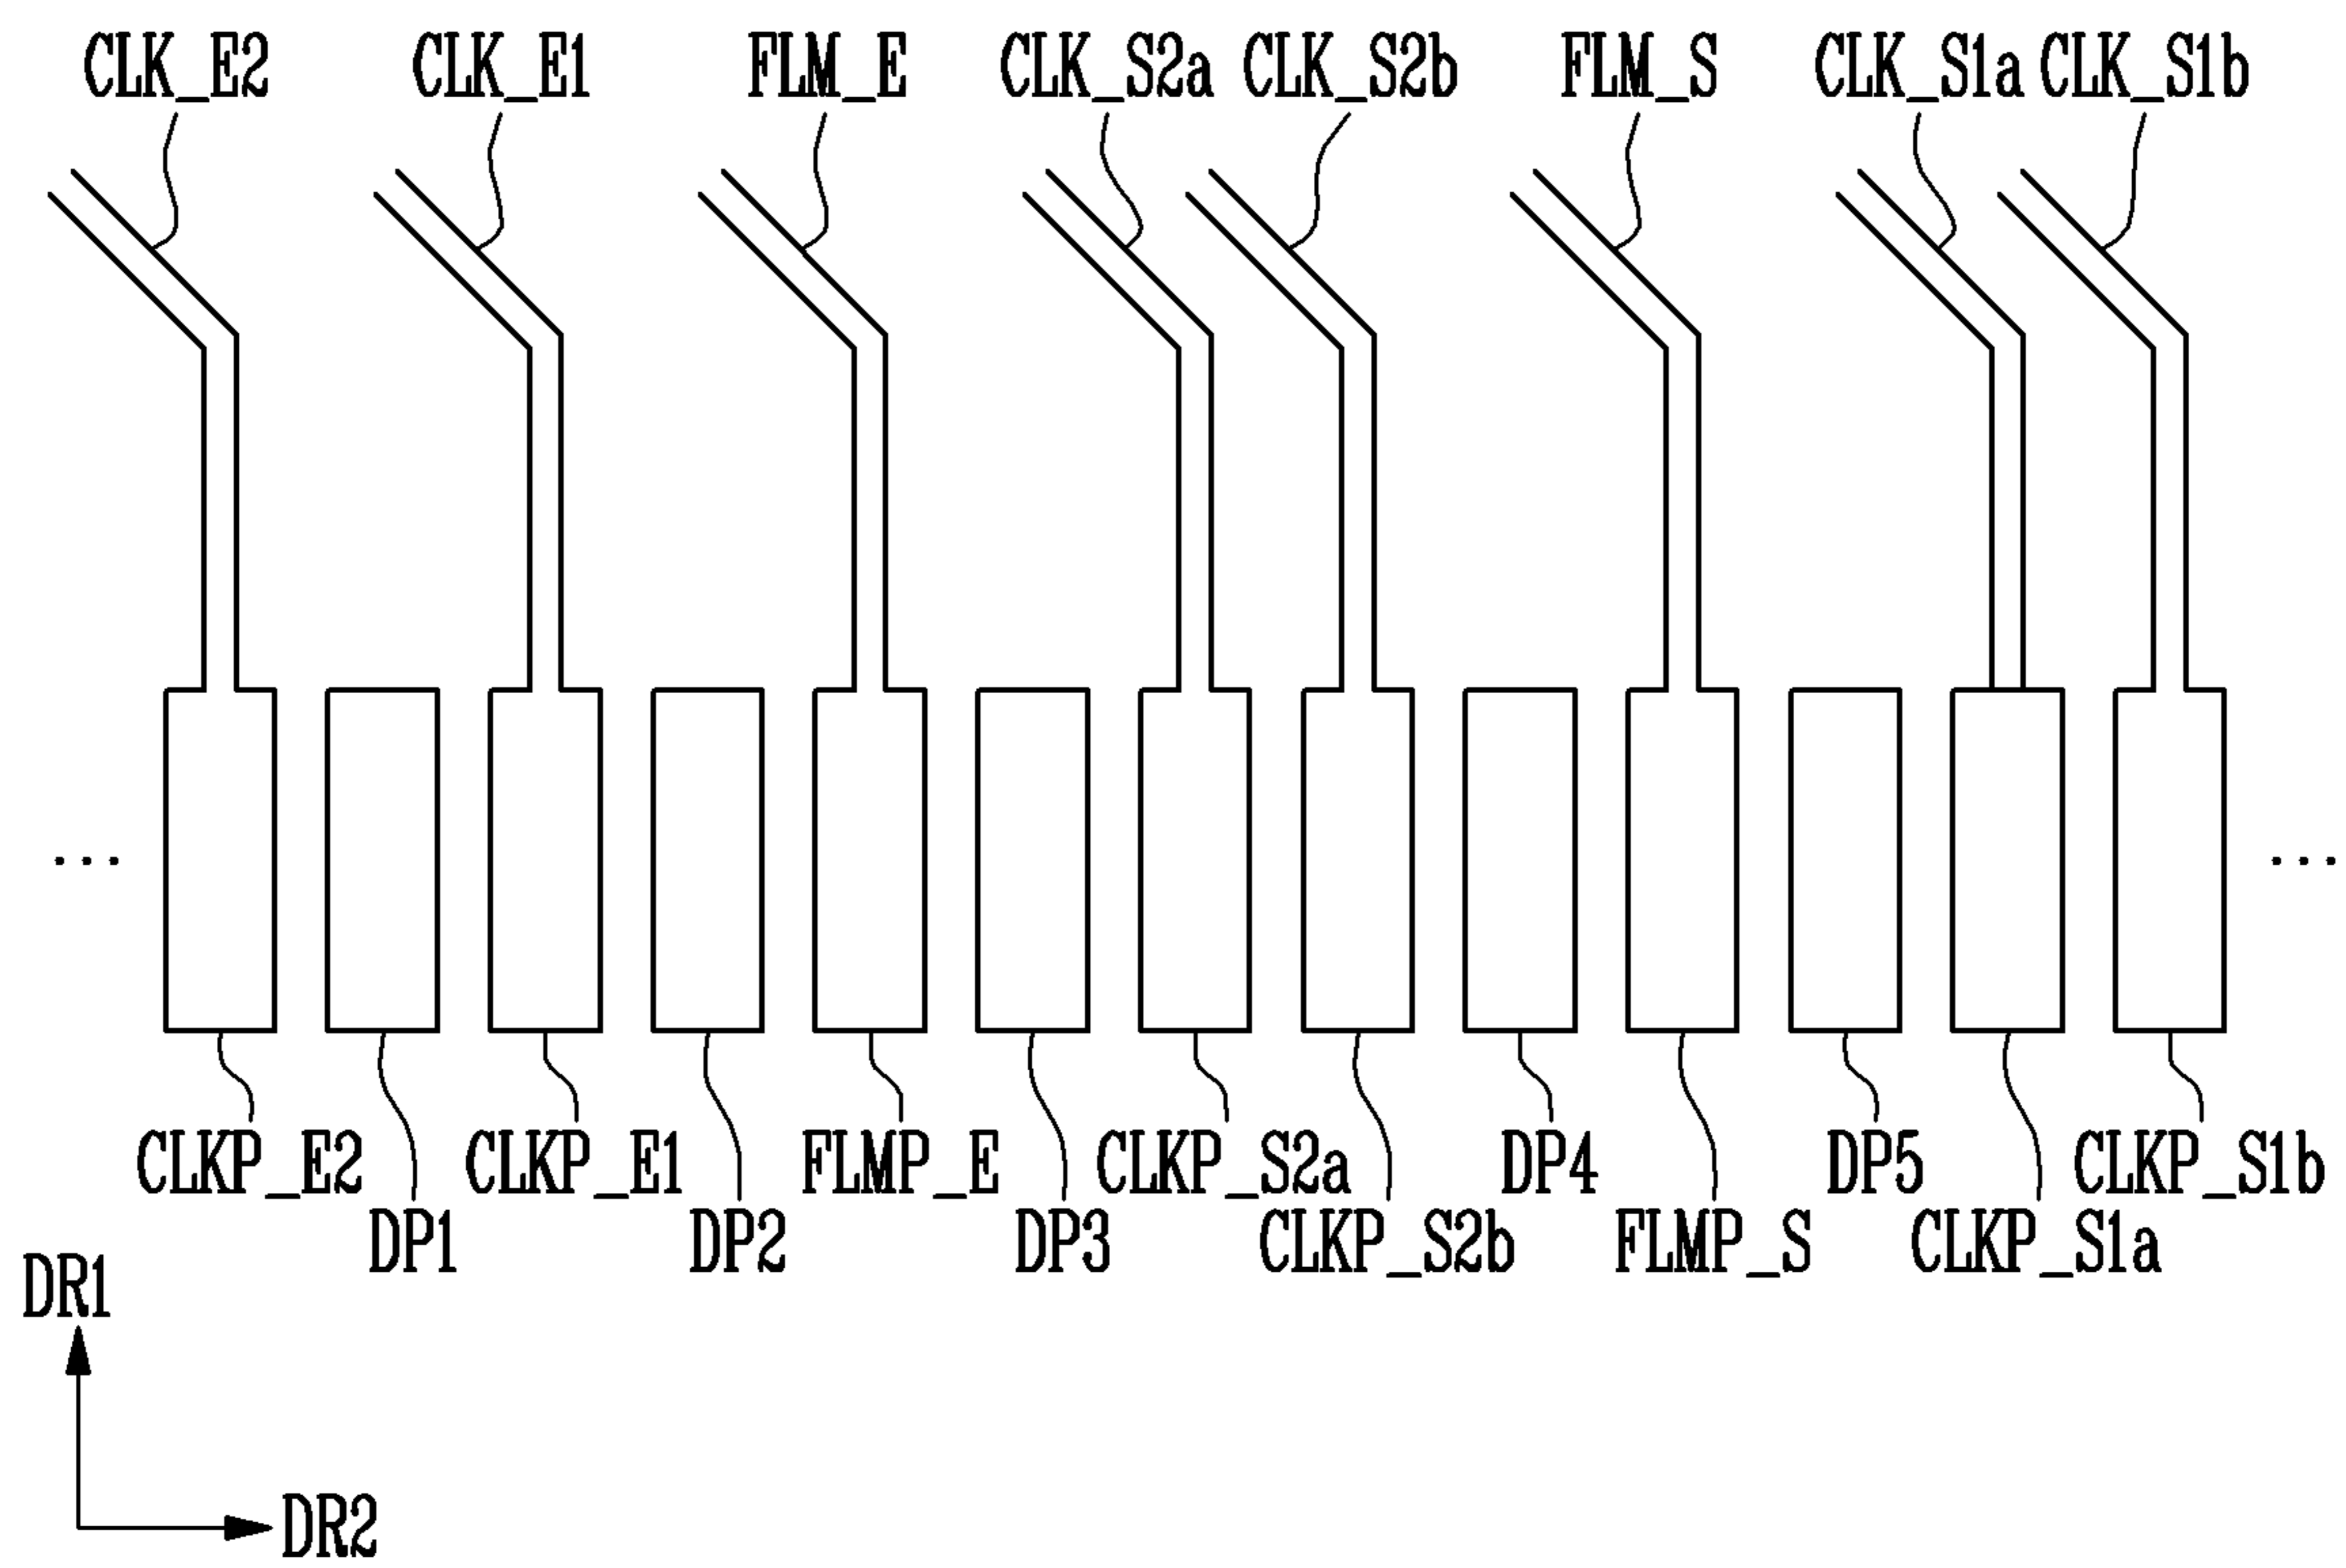 CLK_E2 CLK_E1 FLM_E CLK_S2a CLK_S2b FLM_S CLK_S1a CLK_S1b
... ...
CLKP_E2 CLKP_E1 FLMP_E CLKP_S2a DP4 DP5 CLKP_S1b
DP1 DP2 DP3 CLKP_S2b FLMP_S CLKP_S1a
DR1
DR2